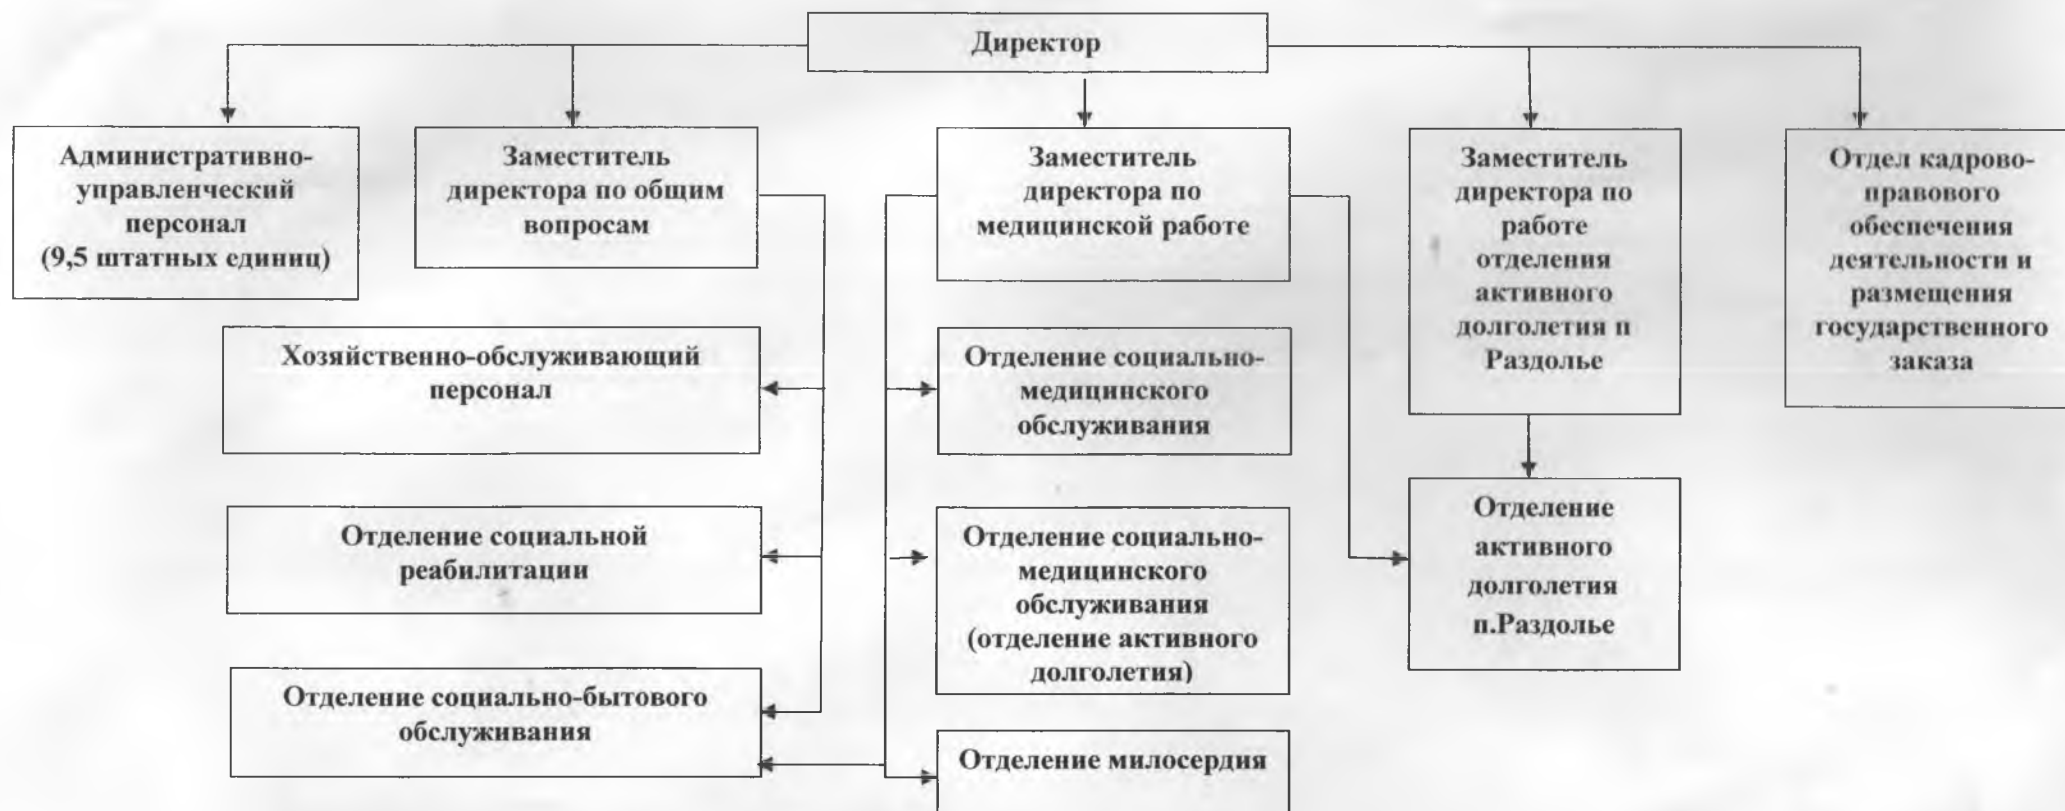 Директор
Административно-
управленческий
персонал
(9,5 штатных единиц)
Заместитель
директора по общим
вопросам
Заместитель
директора по
медицинской работе
Заместитель
директора по
работе
отделения
активного
долголетия п
Раздолье
Отдел кадрово-
правового
обеспечения
деятельности и
размещения
государственного
заказа
Хозяйственно-обслуживающий
персонал
Отделение социально-
медицинского
обслуживания
Отделение социальной
реабилитации
Отделение социально-
медицинского
обслуживания
(отделение активного
долголетия)
Отделение
активного
долголетия
п.Раздолье
Отделение социально-бытового
обслуживания
Отделение милосердия